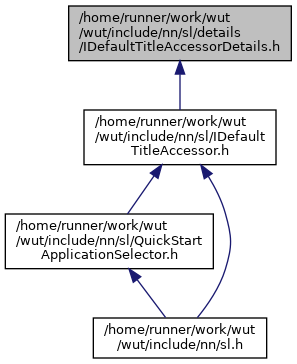 /home/runner/work/wut
/wut/include/nn/sl/details
/IDefaultTitleAccessorDetails.h
/home/runner/work/wut
/wut/include/nn/sl/IDefault
TitleAccessor.h
/home/runner/work/wut
/wut/include/nn/sl/QuickStart
ApplicationSelector.h
/home/runner/work/wut
/wut/include/nn/sl.h